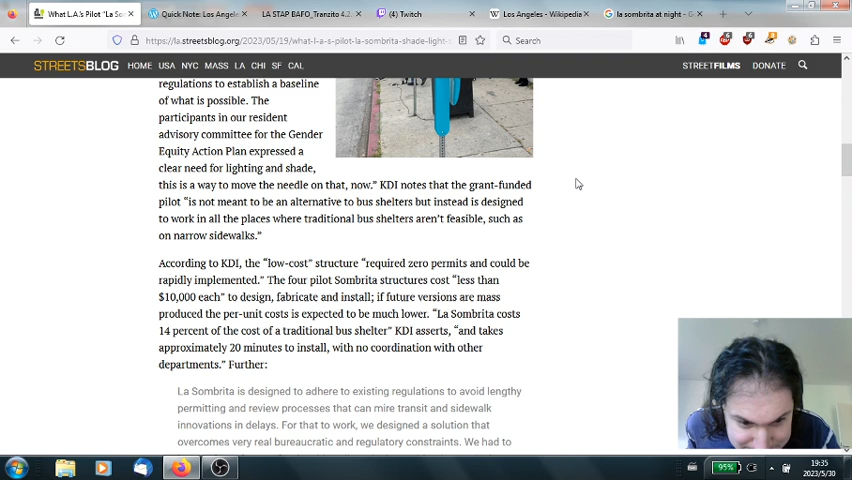 What L.A.'s Pilot "La So
Quick Note: Los Angele
LA STAP BAFO_Tranzito 4.2.
(4) Twitch
Los Angeles - Wikipedia
la sombrita at night - G
https://la.streetsblog.org/2023/05/19/what-l-a-s-pilot-la-sombrita-shade-light-s
Search
STREETSBLOG HOME USA NYC MASS LA CHI SF CAL
STREETFILMS DONATE
regulations to establish a baseline
of what is possible. The
participants in our resident
advisory committee for the Gender
Equity Action Plan expressed a
clear need for lighting and shade,
this is a way to move the needle on that, now." KDI notes that the grant-funded
pilot "is not meant to be an alternative to bus shelters but instead is designed
to work in all the places where traditional bus shelters aren't feasible, such as
on narrow sidewalks."
According to KDI, the "low-cost" structure "required zero permits and could be
rapidly implemented." The four pilot Sombrita structures cost "less than
$10,000 each" to design, fabricate and install; if future versions are mass
produced the per-unit costs is expected to be much lower. "La Sombrita costs
14 percent of the cost of a traditional bus shelter" KDI asserts, "and takes
approximately 20 minutes to install, with no coordination with other
departments." Further:
La Sombrita is designed to adhere to existing regulations to avoid lengthy
permitting and review processes that can mire transit and sidewalk
innovations in delays. For that to work, we designed a solution that
overcomes very real bureaucratic and regulatory constraints. We had to
95%
19:35
2023/5/30